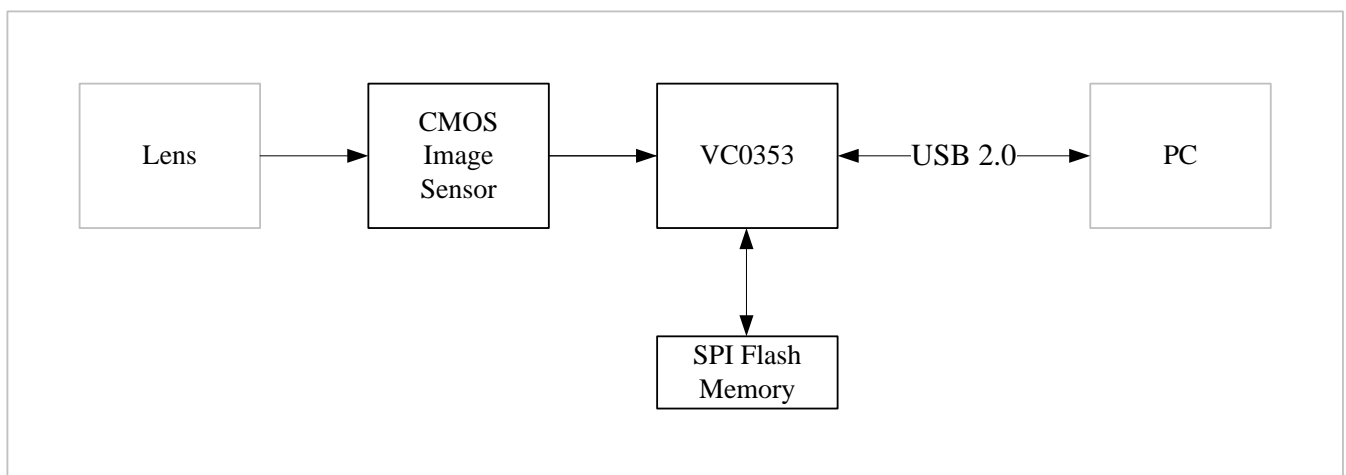 Lens
CMOS
Image
Sensor
VC0353
USB 2.0
PC
SPI Flash
Memory